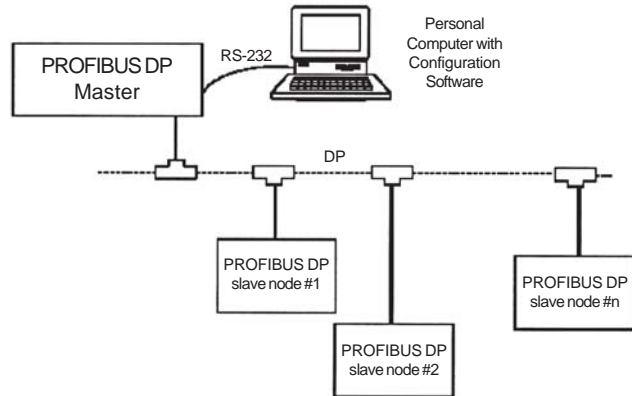 PROFIBUS DP
Master
RS-232
Personal
Computer with
Configuration
Software
DP
PROFIBUS DP
slave node #1
PROFIBUS DP
slave node #2
PROFIBUS DP
slave node #n